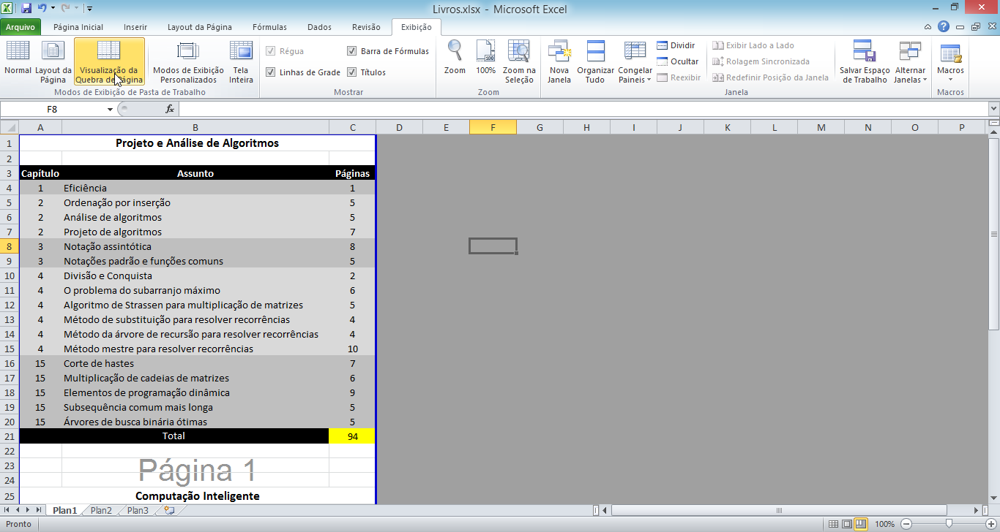 Livros.xlsx - Microsoft Excel
Arquivo Página Inicial Inserir Layout da Página Fórmulas Dados Revisão Exibição
Normal
Layout da Página
Visualização da Quebra de Página
Modos de Exibição Personalizados
Tela Inteira
Modos de Exibição de Pasta de Trabalho
Régua
Barra de Fórmulas
Linhas de Grade
Títulos
Mostrar
Zoom
100%
Zoom na Seleção
Zoom
Nova Janela
Organizar Tudo
Congelar Painéis
Dividir
Ocultar
Reexibir
Exibir Lado a Lado
Rolagem Sincronizada
Redefinir Posição da Janela
Salvar Espaço de Trabalho
Alternar Janelas
Janela
Macros
Macros
F8 fx
A B C D E F G H I J K L M N O P
1 Projeto e Análise de Algoritmos
2
3 Capítulo Assunto Páginas
4 1 Eficiência 1
5 2 Ordenação por inserção 5
6 2 Análise de algoritmos 5
7 2 Projeto de algoritmos 7
8 3 Notação assintótica 8
9 3 Notações padrão e funções comuns 5
10 4 Divisão e Conquista 2
11 4 O problema do subarranjo máximo 6
12 4 Algoritmo de Strassen para multiplicação de matrizes 5
13 4 Método de substituição para resolver recorrências 4
14 4 Método da árvore de recursão para resolver recorrências 4
15 4 Método mestre para resolver recorrências 10
16 15 Corte de hastes 7
17 15 Multiplicação de cadeias de matrizes 6
18 15 Elementos de programação dinâmica 9
19 15 Subsequência comum mais longa 5
20 15 Árvores de busca binária ótimas 5
21 Total 94
22
23 Página 1
24
25 Computação Inteligente
Plan1 Plan2 Plan3
Pronto 100%